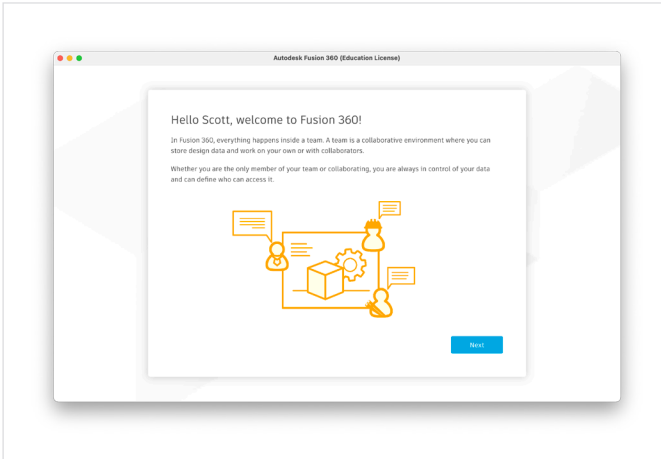 Autodesk Fusion 360 (Education License)
Hello Scott, welcome to Fusion 360!
In Fusion 360, everything happens inside a team. A team is a collaborative environment where you can
store design data and work on your own or with collaborators.
Whether you are the only member of your team or collaborating, you are always in control of your data
and can define who can access it.
Next